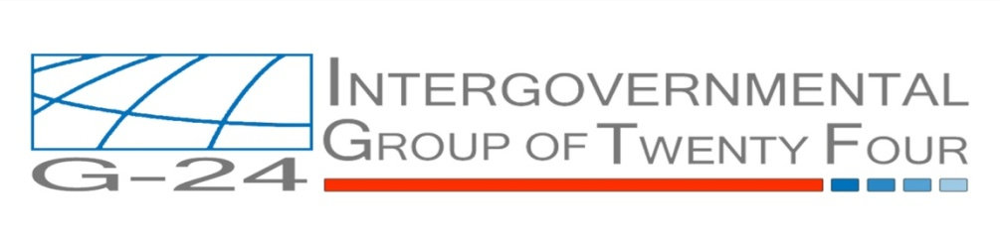 INTERGOVERNMENTAL
GROUP OF TWENTY FOUR
G-24